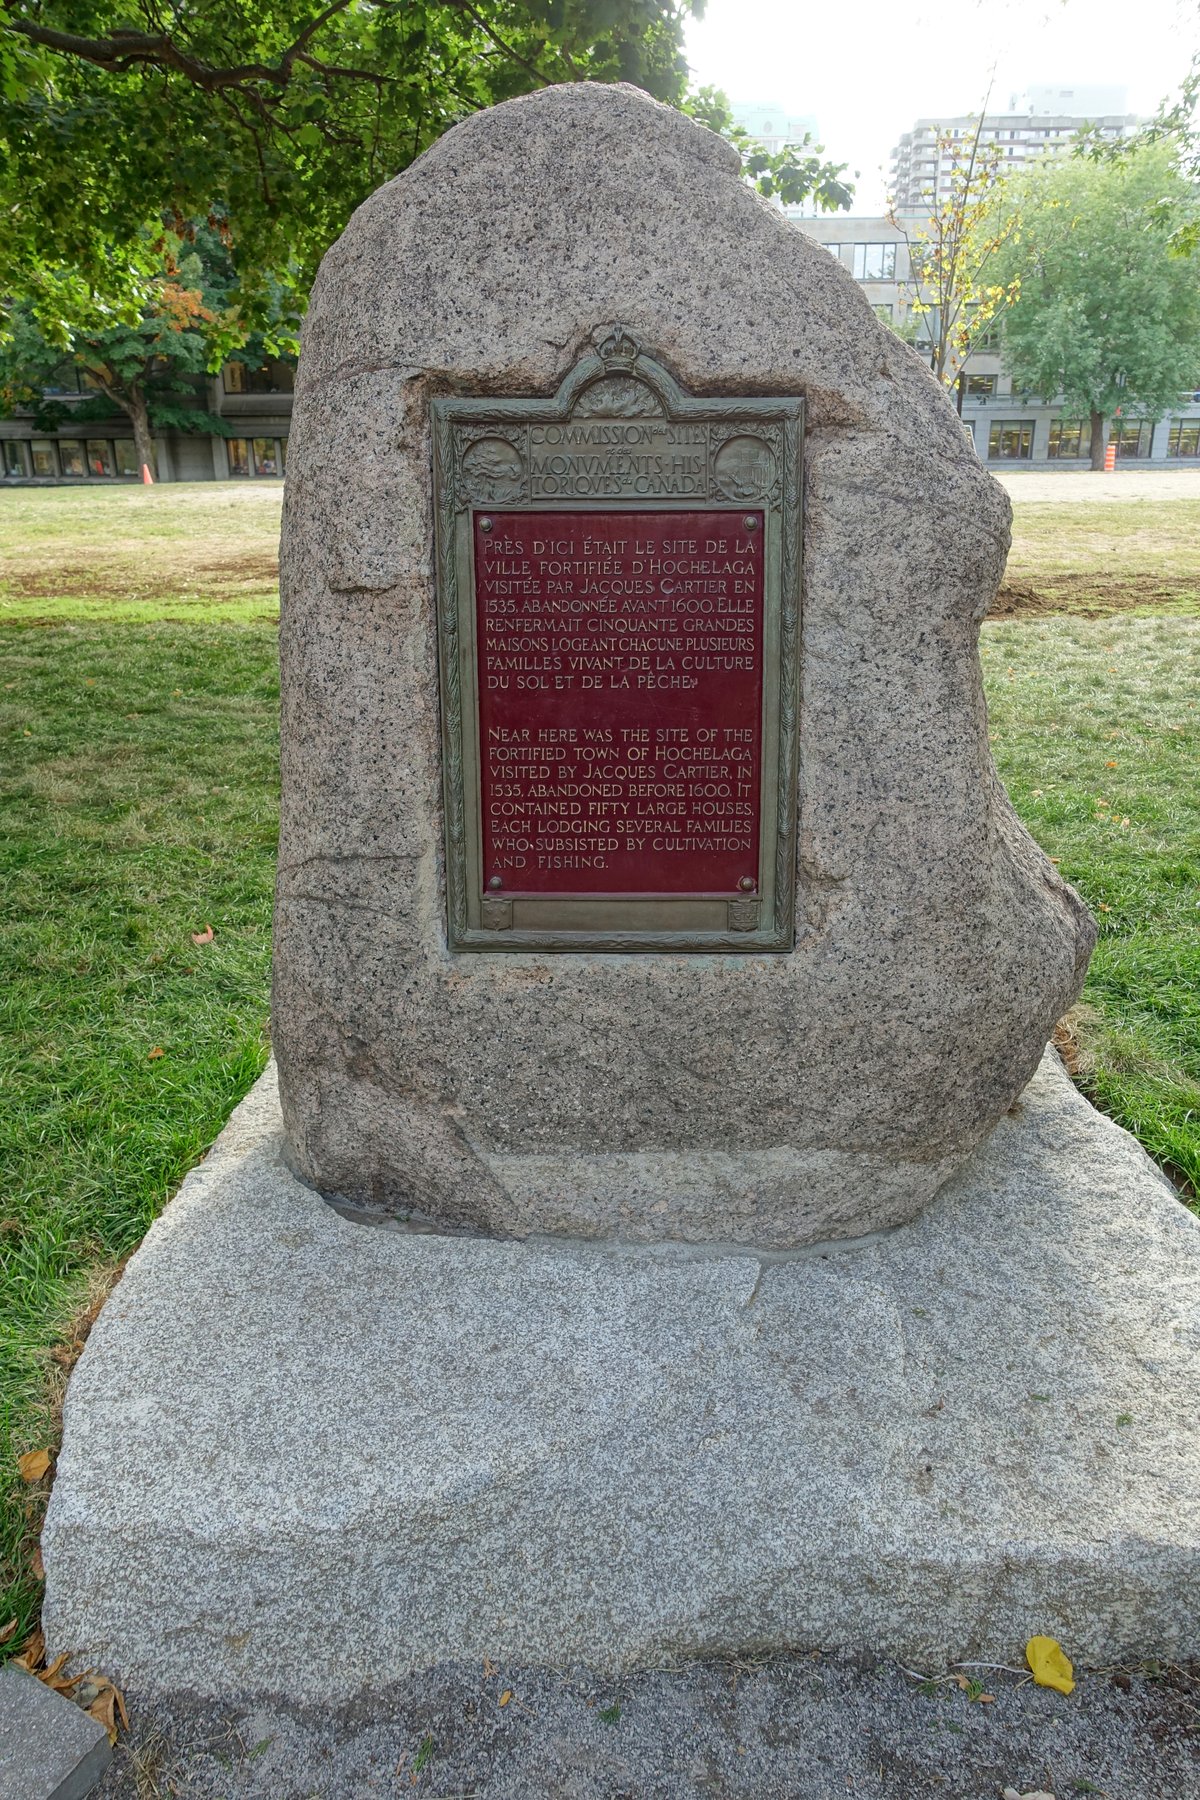 COMMISSION des SITES
et des
MONVMENTS·HIS-
TORIQVES du CANADA
PRÈS D'ICI ÉTAIT LE SITE DE LA
VILLE FORTIFIÉE D'HOCHELAGA
VISITÉE PAR JACQUES CARTIER EN
1535, ABANDONNÉE AVANT 1600. ELLE
RENFERMAIT CINQUANTE GRANDES
MAISONS LOGEANT CHACUNE PLUSIEURS
FAMILLES VIVANT DE LA CULTURE
DU SOL ET DE LA PÊCHE.
NEAR HERE WAS THE SITE OF THE
FORTIFIED TOWN OF HOCHELAGA
VISITED BY JACQUES CARTIER, IN
1535, ABANDONED BEFORE 1600. IT
CONTAINED FIFTY LARGE HOUSES,
EACH LODGING SEVERAL FAMILIES
WHO SUBSISTED BY CULTIVATION
AND FISHING.